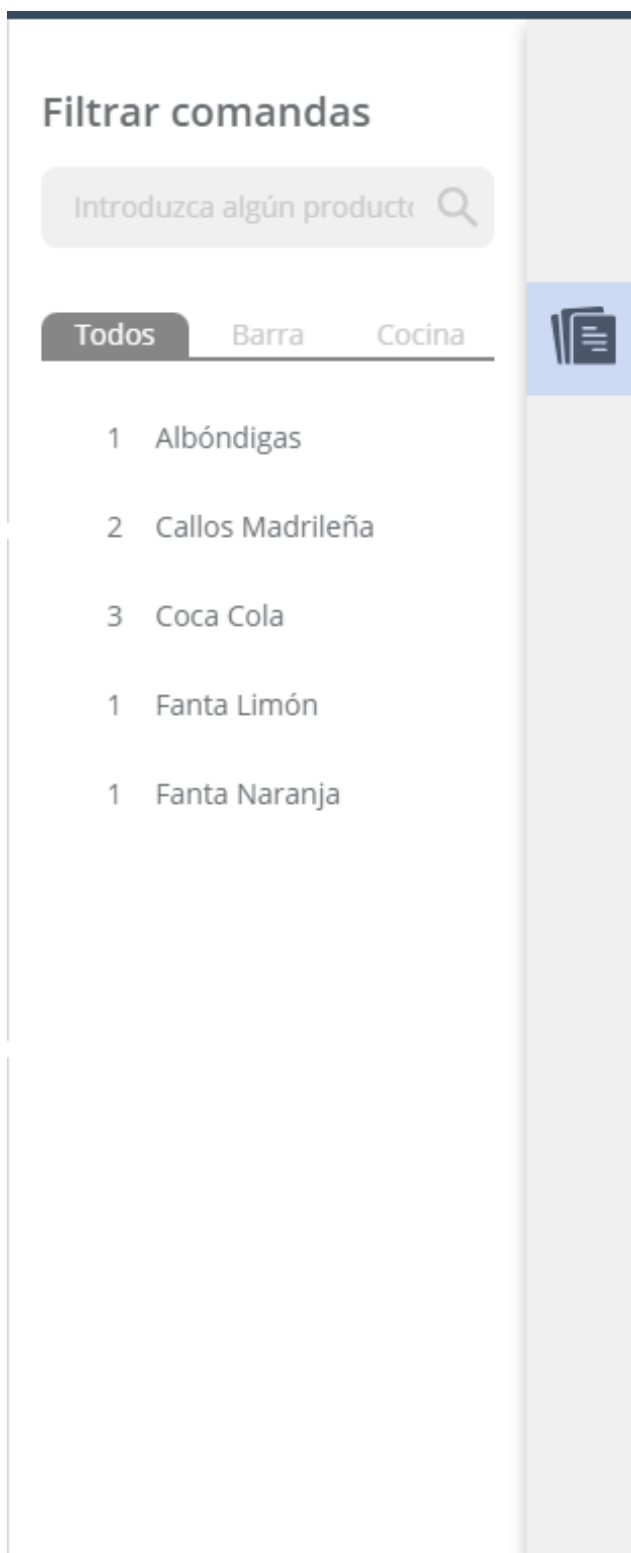 Filtrar comandas
Introduzca algún product
Todos Barra Cocina
1 Albóndigas
2 Callos Madrileña
3 Coca Cola
1 Fanta Limón
1 Fanta Naranja